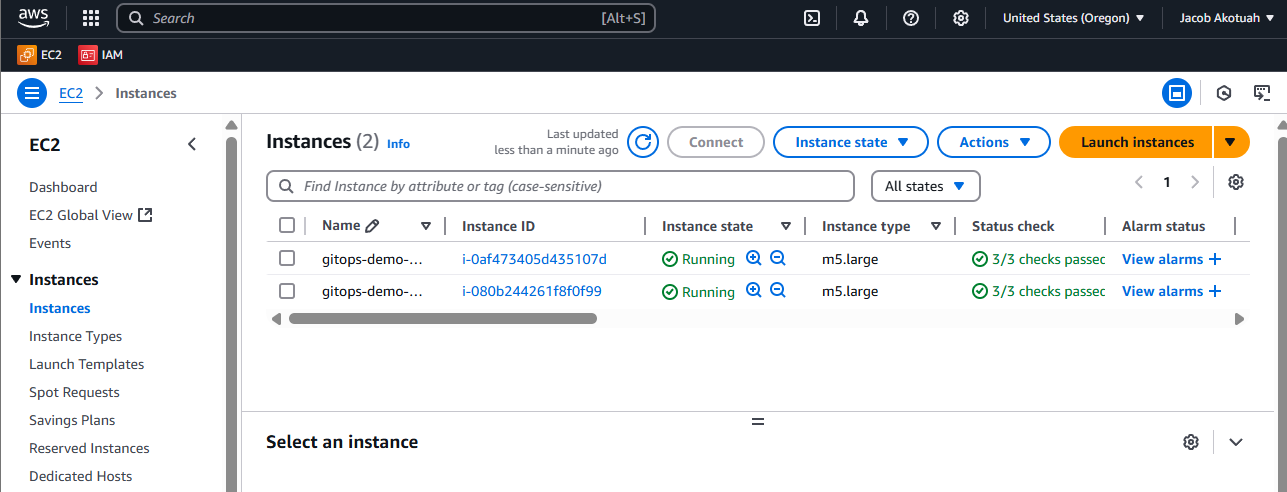 aws Search [Alt+S] United States (Oregon) Jacob Akotuah
EC2 IAM
EC2 Instances
EC2
Dashboard
EC2 Global View
Events
Instances
Instances
Instance Types
Launch Templates
Spot Requests
Savings Plans
Reserved Instances
Dedicated Hosts
Instances (2) Info
Last updated
less than a minute ago
Connect Instance state Actions Launch instances
Find Instance by attribute or tag (case-sensitive) All states 1
Name Instance ID Instance state Instance type Status check Alarm status
gitops-demo-... i-0af473405d435107d Running m5.large 3/3 checks passec View alarms +
gitops-demo-... i-080b244261f8f0f99 Running m5.large 3/3 checks passec View alarms +
Select an instance